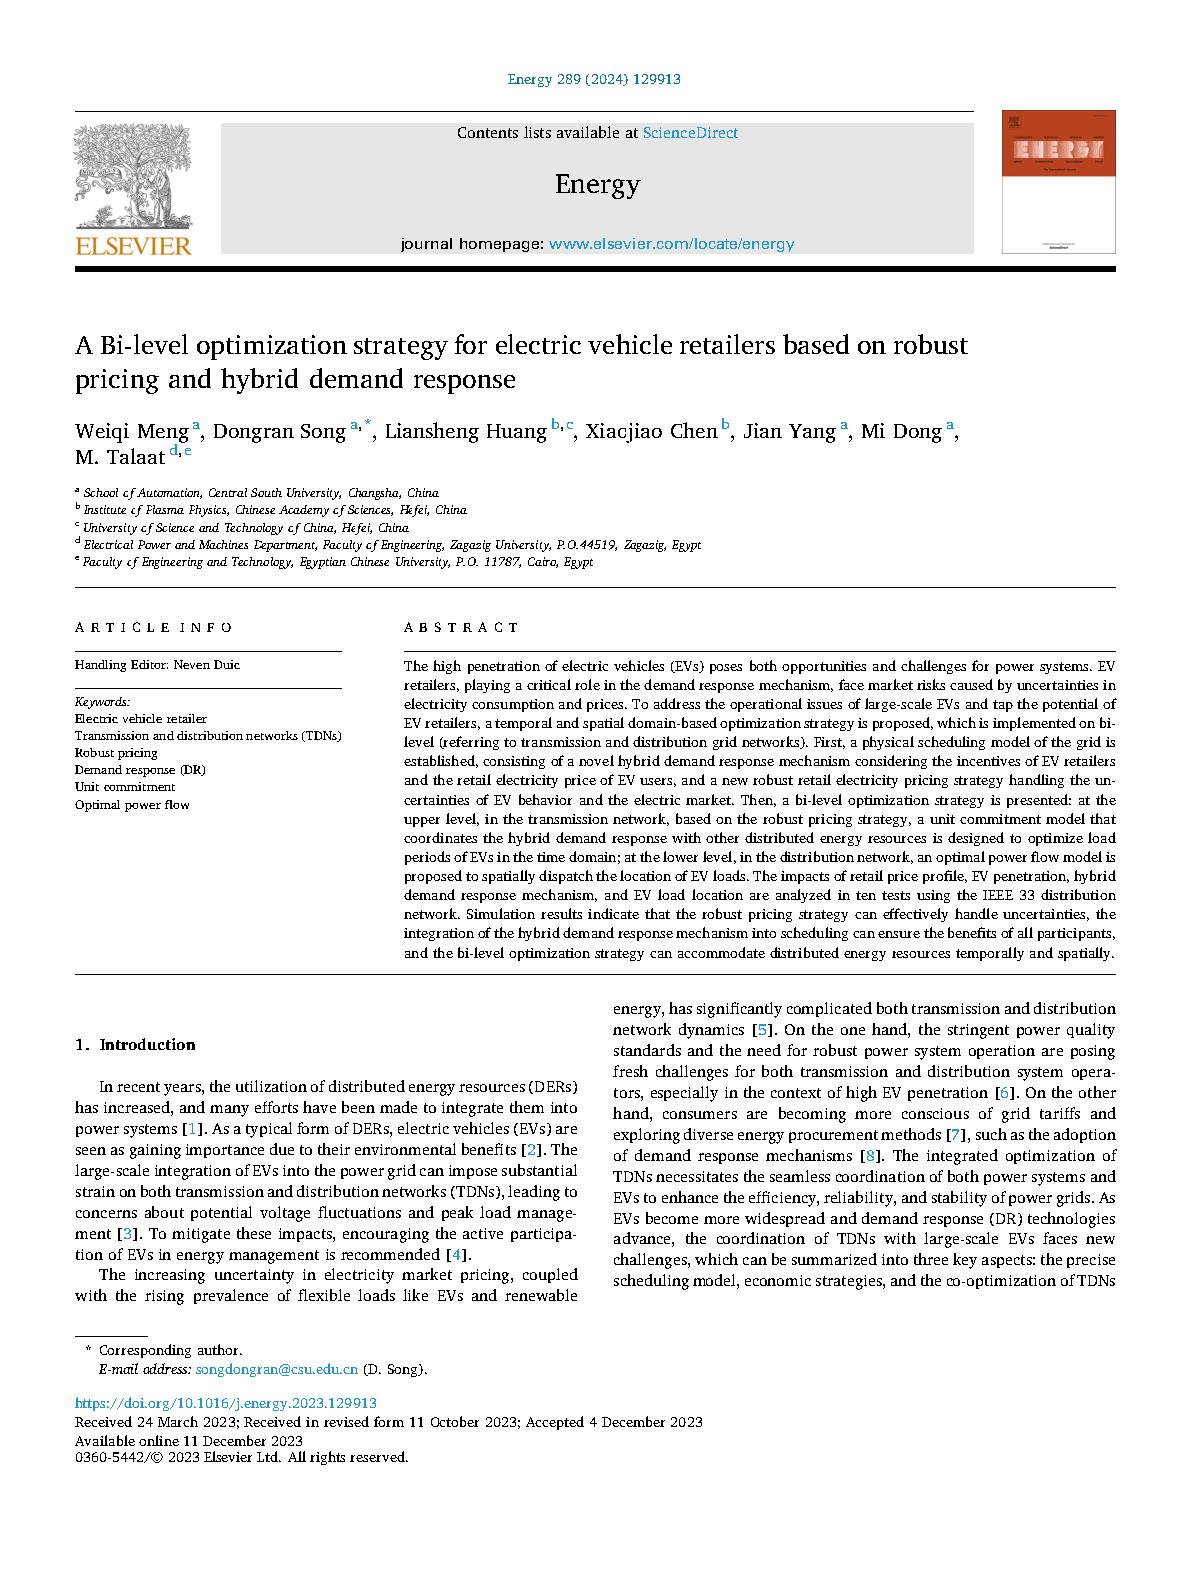 Energy 289 (2024) 129913
Contents lists available at ScienceDirect
Energy
journal homepage: www.elsevier.com/locate/energy
ELSEVIER
ENERGY
A Bi-level optimization strategy for electric vehicle retailers based on robust
pricing and hybrid demand response
Weiqi Meng a, Dongran Song a,*, Liansheng Huang b,c, Xiaojiao Chen b, Jian Yang a, Mi Dong a,
M. Talaat d,e
a School of Automation, Central South University, Changsha, China
b Institute of Plasma Physics, Chinese Academy of Sciences, Hefei, China
c University of Science and Technology of China, Hefei, China
d Electrical Power and Machines Department, Faculty of Engineering, Zagazig University, P.O.44519, Zagazig, Egypt
e Faculty of Engineering and Technology, Egyptian Chinese University, P.O. 11787, Cairo, Egypt
ARTICLE INFO
Handling Editor: Neven Duic
Keywords:
Electric vehicle retailer
Transmission and distribution networks (TDNs)
Robust pricing
Demand response (DR)
Unit commitment
Optimal power flow
ABSTRACT
The high penetration of electric vehicles (EVs) poses both opportunities and challenges for power systems. EV
retailers, playing a critical role in the demand response mechanism, face market risks caused by uncertainties in
electricity consumption and prices. To address the operational issues of large-scale EVs and tap the potential of
EV retailers, a temporal and spatial domain-based optimization strategy is proposed, which is implemented on bi-
level (referring to transmission and distribution grid networks). First, a physical scheduling model of the grid is
established, consisting of a novel hybrid demand response mechanism considering the incentives of EV retailers
and the retail electricity price of EV users, and a new robust retail electricity pricing strategy handling the un-
certainties of EV behavior and the electric market. Then, a bi-level optimization strategy is presented: at the
upper level, in the transmission network, based on the robust pricing strategy, a unit commitment model that
coordinates the hybrid demand response with other distributed energy resources is designed to optimize load
periods of EVs in the time domain; at the lower level, in the distribution network, an optimal power flow model is
proposed to spatially dispatch the location of EV loads. The impacts of retail price profile, EV penetration, hybrid
demand response mechanism, and EV load location are analyzed in ten tests using the IEEE 33 distribution
network. Simulation results indicate that the robust pricing strategy can effectively handle uncertainties, the
integration of the hybrid demand response mechanism into scheduling can ensure the benefits of all participants,
and the bi-level optimization strategy can accommodate distributed energy resources temporally and spatially.
1. Introduction
In recent years, the utilization of distributed energy resources (DERs)
has increased, and many efforts have been made to integrate them into
power systems [1]. As a typical form of DERs, electric vehicles (EVs) are
seen as gaining importance due to their environmental benefits [2]. The
large-scale integration of EVs into the power grid can impose substantial
strain on both transmission and distribution networks (TDNs), leading to
concerns about potential voltage fluctuations and peak load manage-
ment [3]. To mitigate these impacts, encouraging the active participa-
tion of EVs in energy management is recommended [4].
The increasing uncertainty in electricity market pricing, coupled
with the rising prevalence of flexible loads like EVs and renewable
energy, has significantly complicated both transmission and distribution
network dynamics [5]. On the one hand, the stringent power quality
standards and the need for robust power system operation are posing
fresh challenges for both transmission and distribution system opera-
tors, especially in the context of high EV penetration [6]. On the other
hand, consumers are becoming more conscious of grid tariffs and
exploring diverse energy procurement methods [7], such as the adoption
of demand response mechanisms [8]. The integrated optimization of
TDNs necessitates the seamless coordination of both power systems and
EVs to enhance the efficiency, reliability, and stability of power grids. As
EVs become more widespread and demand response (DR) technologies
advance, the coordination of TDNs with large-scale EVs faces new
challenges, which can be summarized into three key aspects: the precise
scheduling model, economic strategies, and the co-optimization of TDNs
* Corresponding author.
E-mail address: songdongran@csu.edu.cn (D. Song).
https://doi.org/10.1016/j.energy.2023.129913
Received 24 March 2023; Received in revised form 11 October 2023; Accepted 4 December 2023
Available online 11 December 2023
0360-5442/© 2023 Elsevier Ltd. All rights reserved.